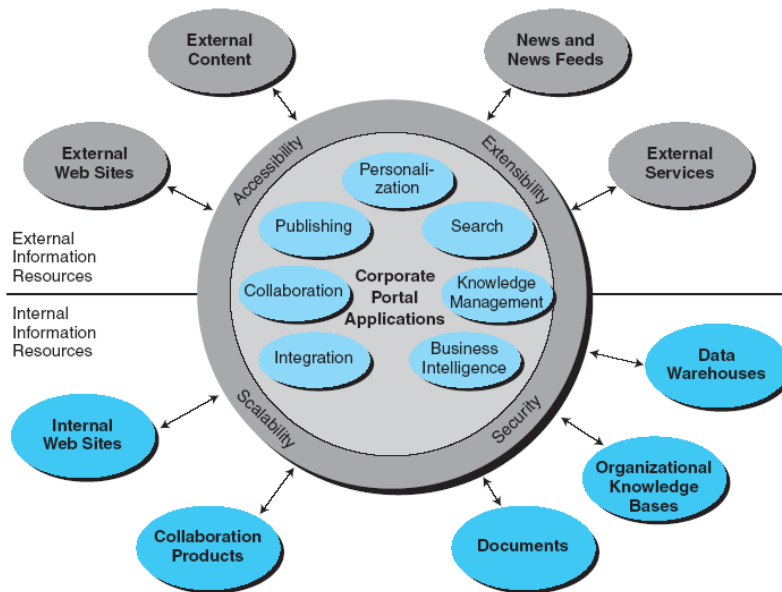 External
Content
News and
News Feeds
External
Web Sites
External
Services
Accessibility
Extensibility
Personali-
zation
Publishing
Search
Collaboration
Corporate
Portal
Applications
Knowledge
Management
Integration
Business
Intelligence
External
Information
Resources
Internal
Information
Resources
Scalability
Security
Data
Warehouses
Internal
Web Sites
Organizational
Knowledge
Bases
Collaboration
Products
Documents